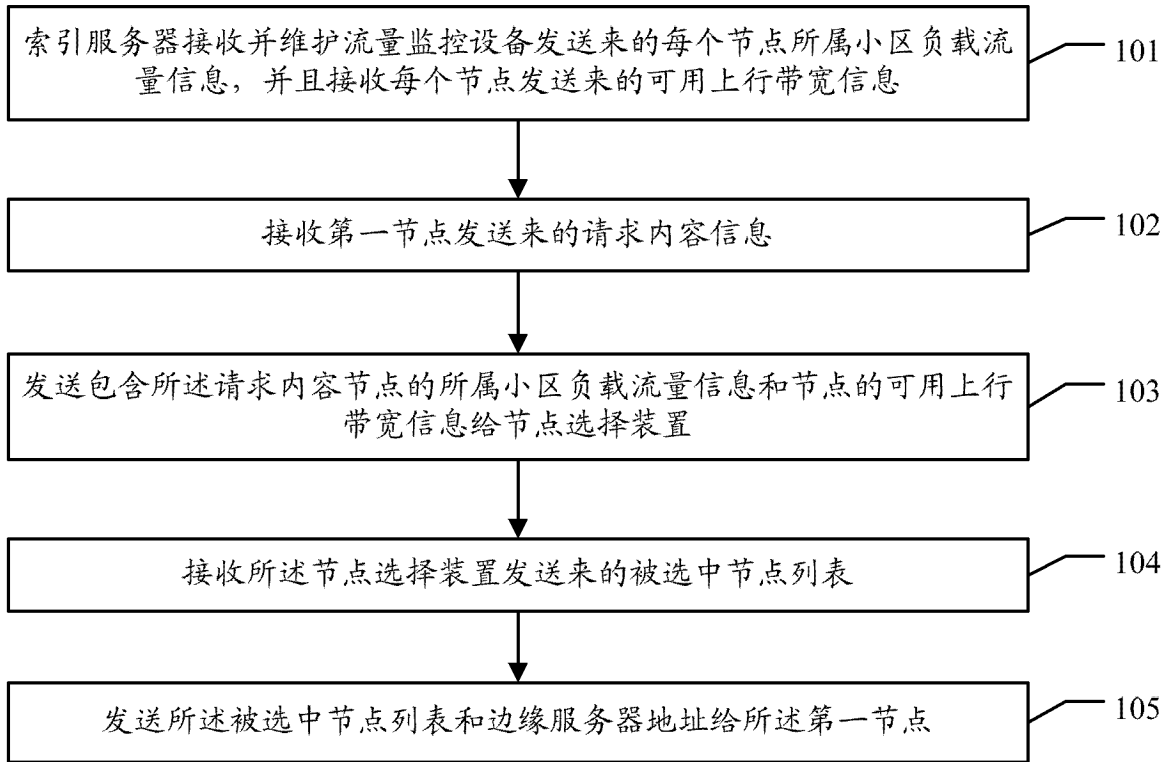 索引服务器接收并维护流量监控设备发送来的每个节点所属小区负载流
量信息，并且接收每个节点发送来的可用上行带宽信息
101
接收第一节点发送来的请求内容信息
102
发送包含所述请求内容节点的所属小区负载流量信息和节点的可用上行
带宽信息给节点选择装置
103
接收所述节点选择装置发送来的被选中节点列表
104
发送所述被选中节点列表和边缘服务器地址给所述第一节点
105